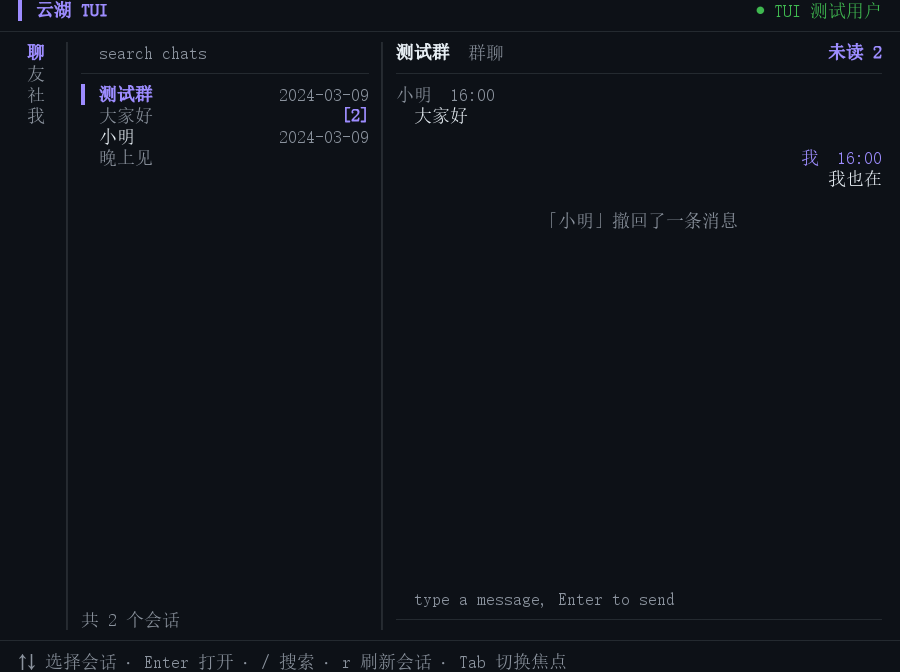 云湖 TUI
● TUI 测试用户
聊
友
社
我
search chats
测试群 2024-03-09
大家好 [2]
小明 2024-03-09
晚上见
共 2 个会话
测试群 群聊 未读 2
小明 16:00
大家好
我 16:00
我也在
「小明」撤回了一条消息
type a message, Enter to send
↑↓ 选择会话 · Enter 打开 · / 搜索 · r 刷新会话 · Tab 切换焦点